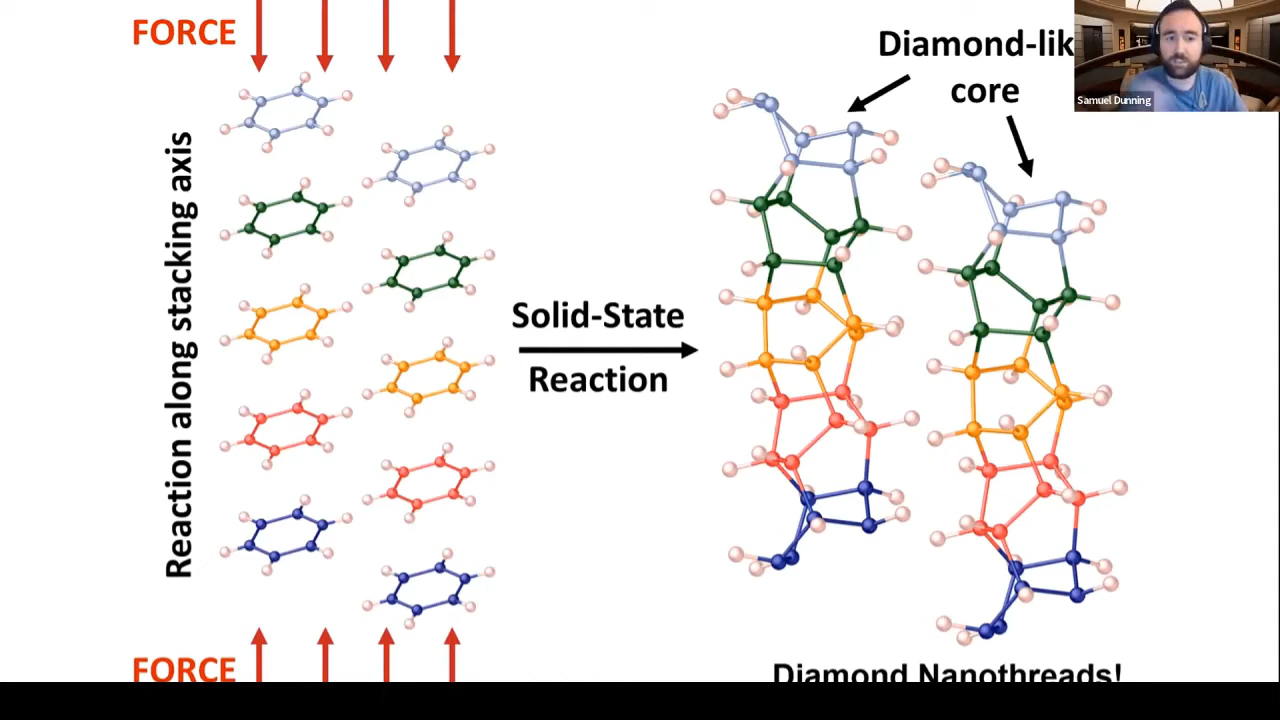 FORCE
Reaction along stacking axis
FORCE
Solid-State
Reaction
Diamond-lik
core
Samuel Dunning
Diamond Nanothreads!